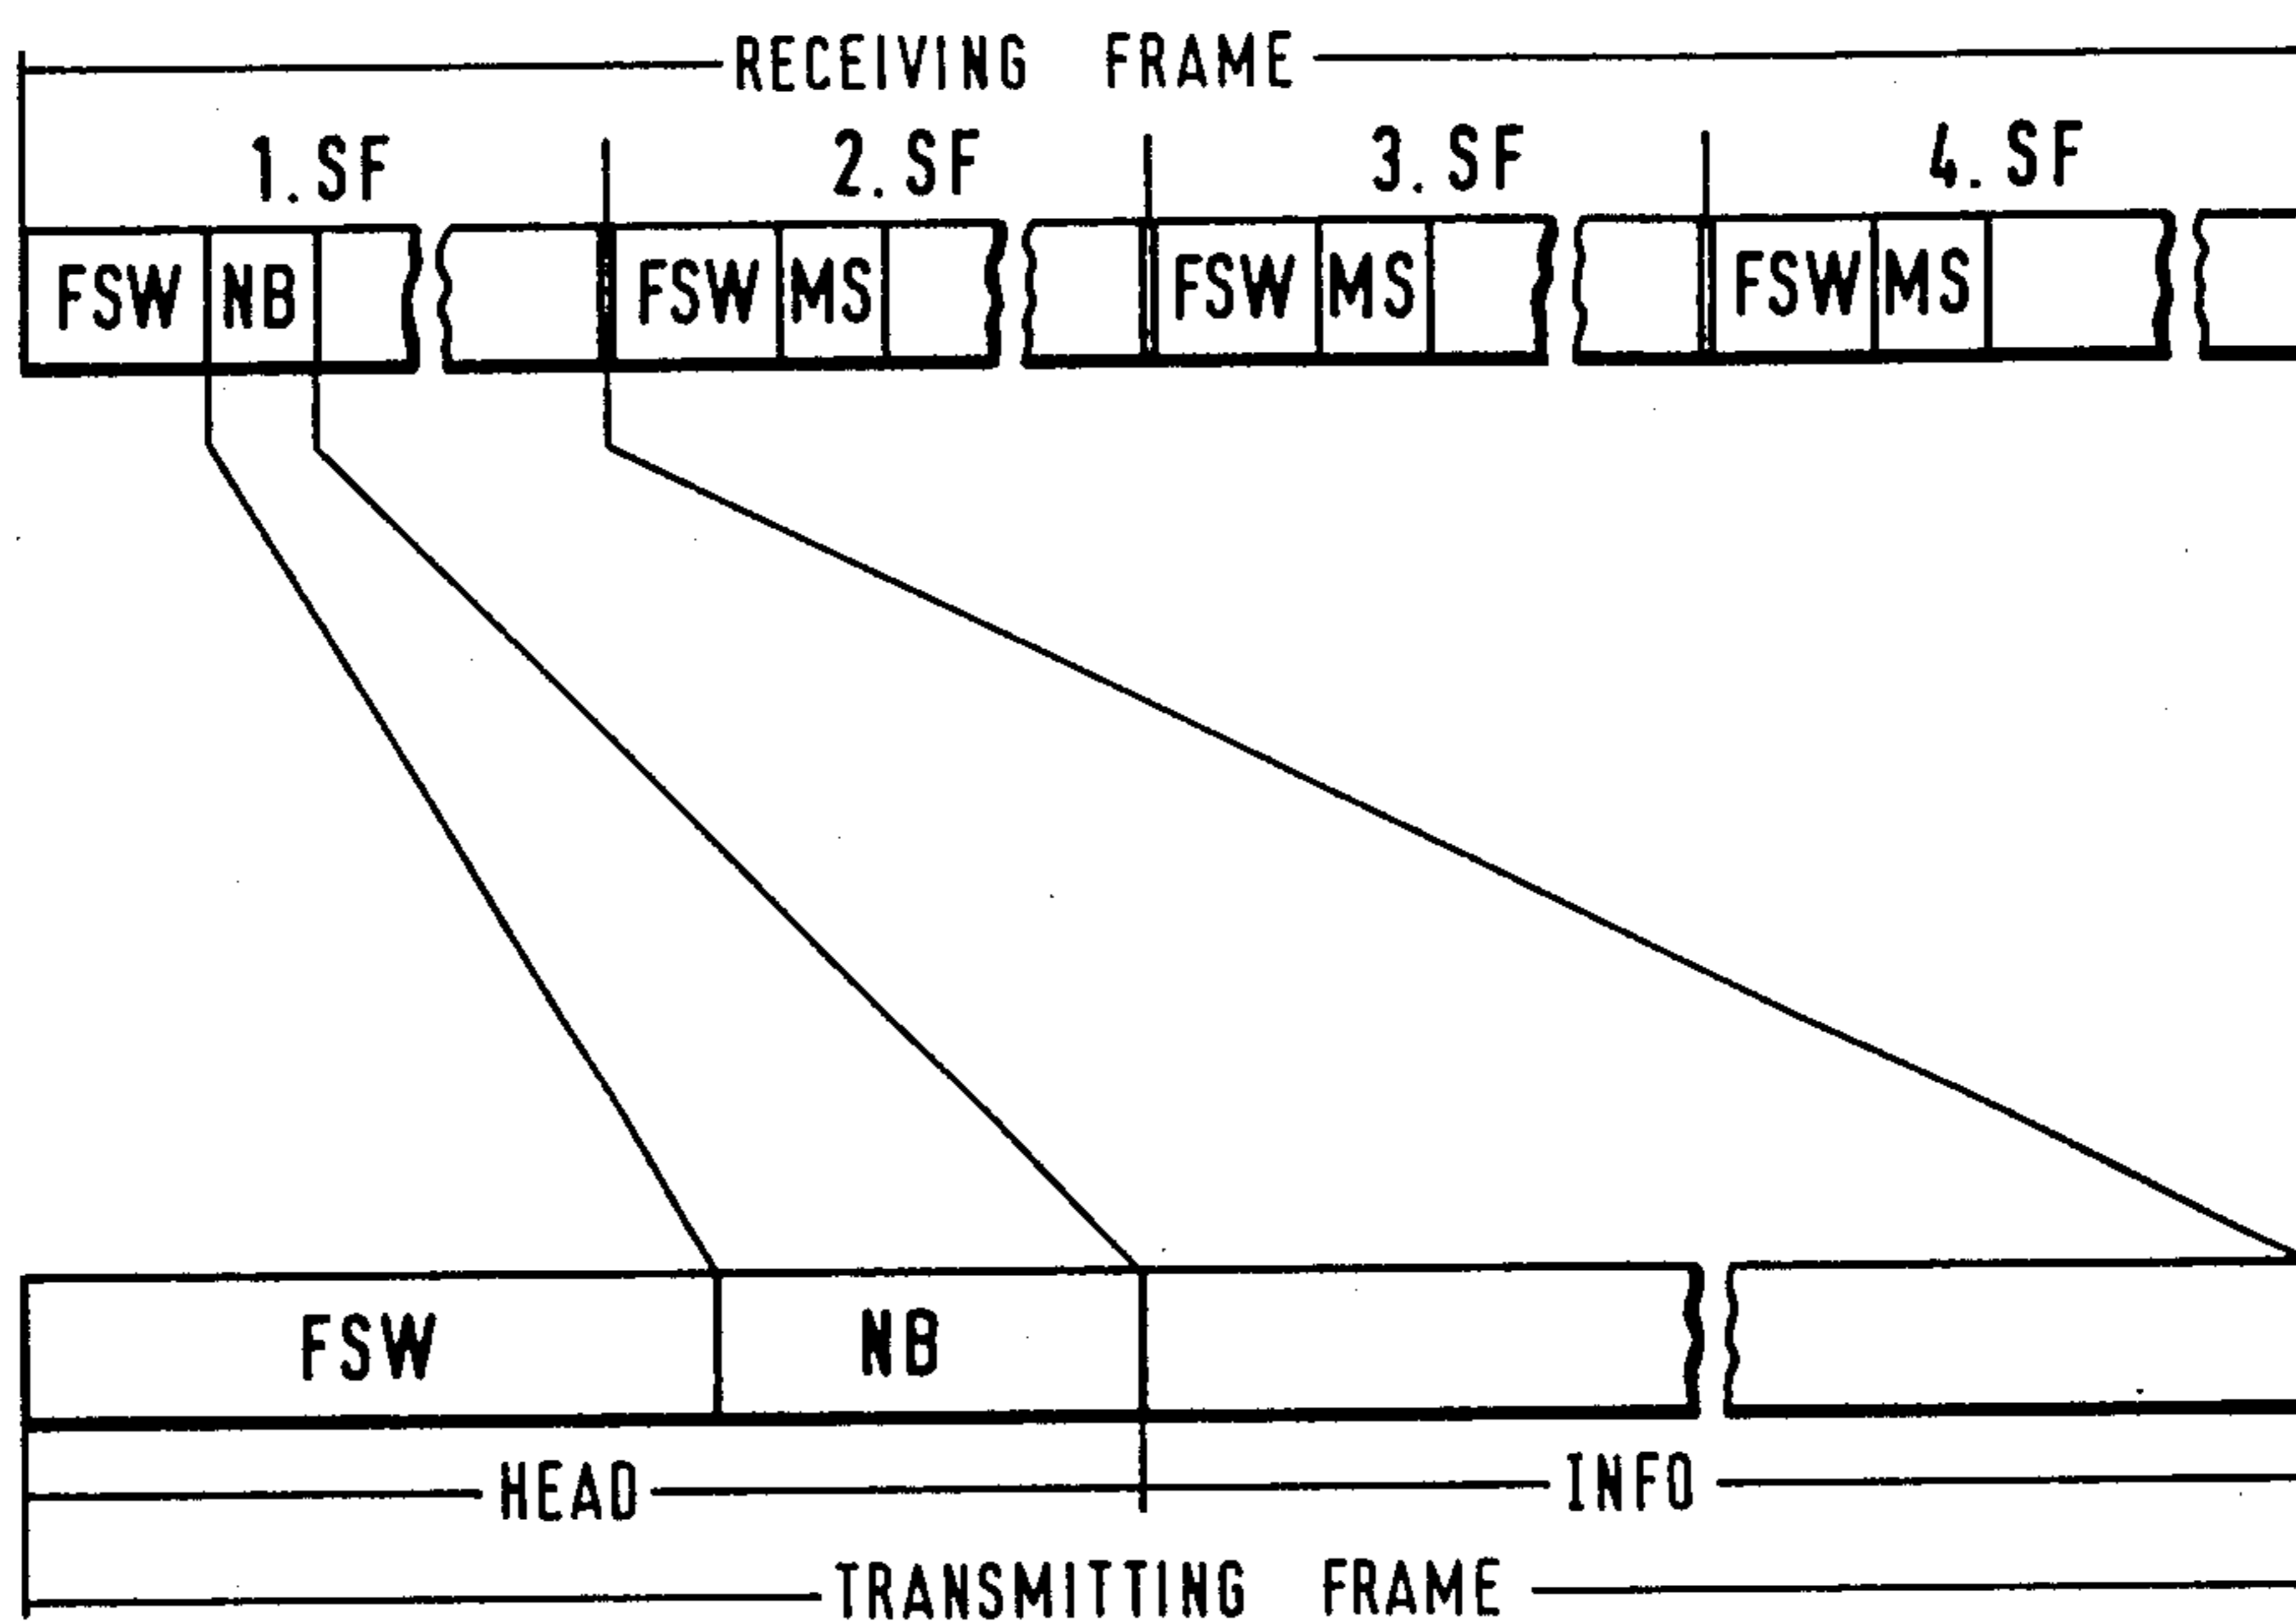 RECEIVING FRAME
1. SF 2. SF 3. SF 4. SF
FSW NB FSW MS FSW MS FSW MS
FSW NB
HEAD INFO
TRANSMITTING FRAME